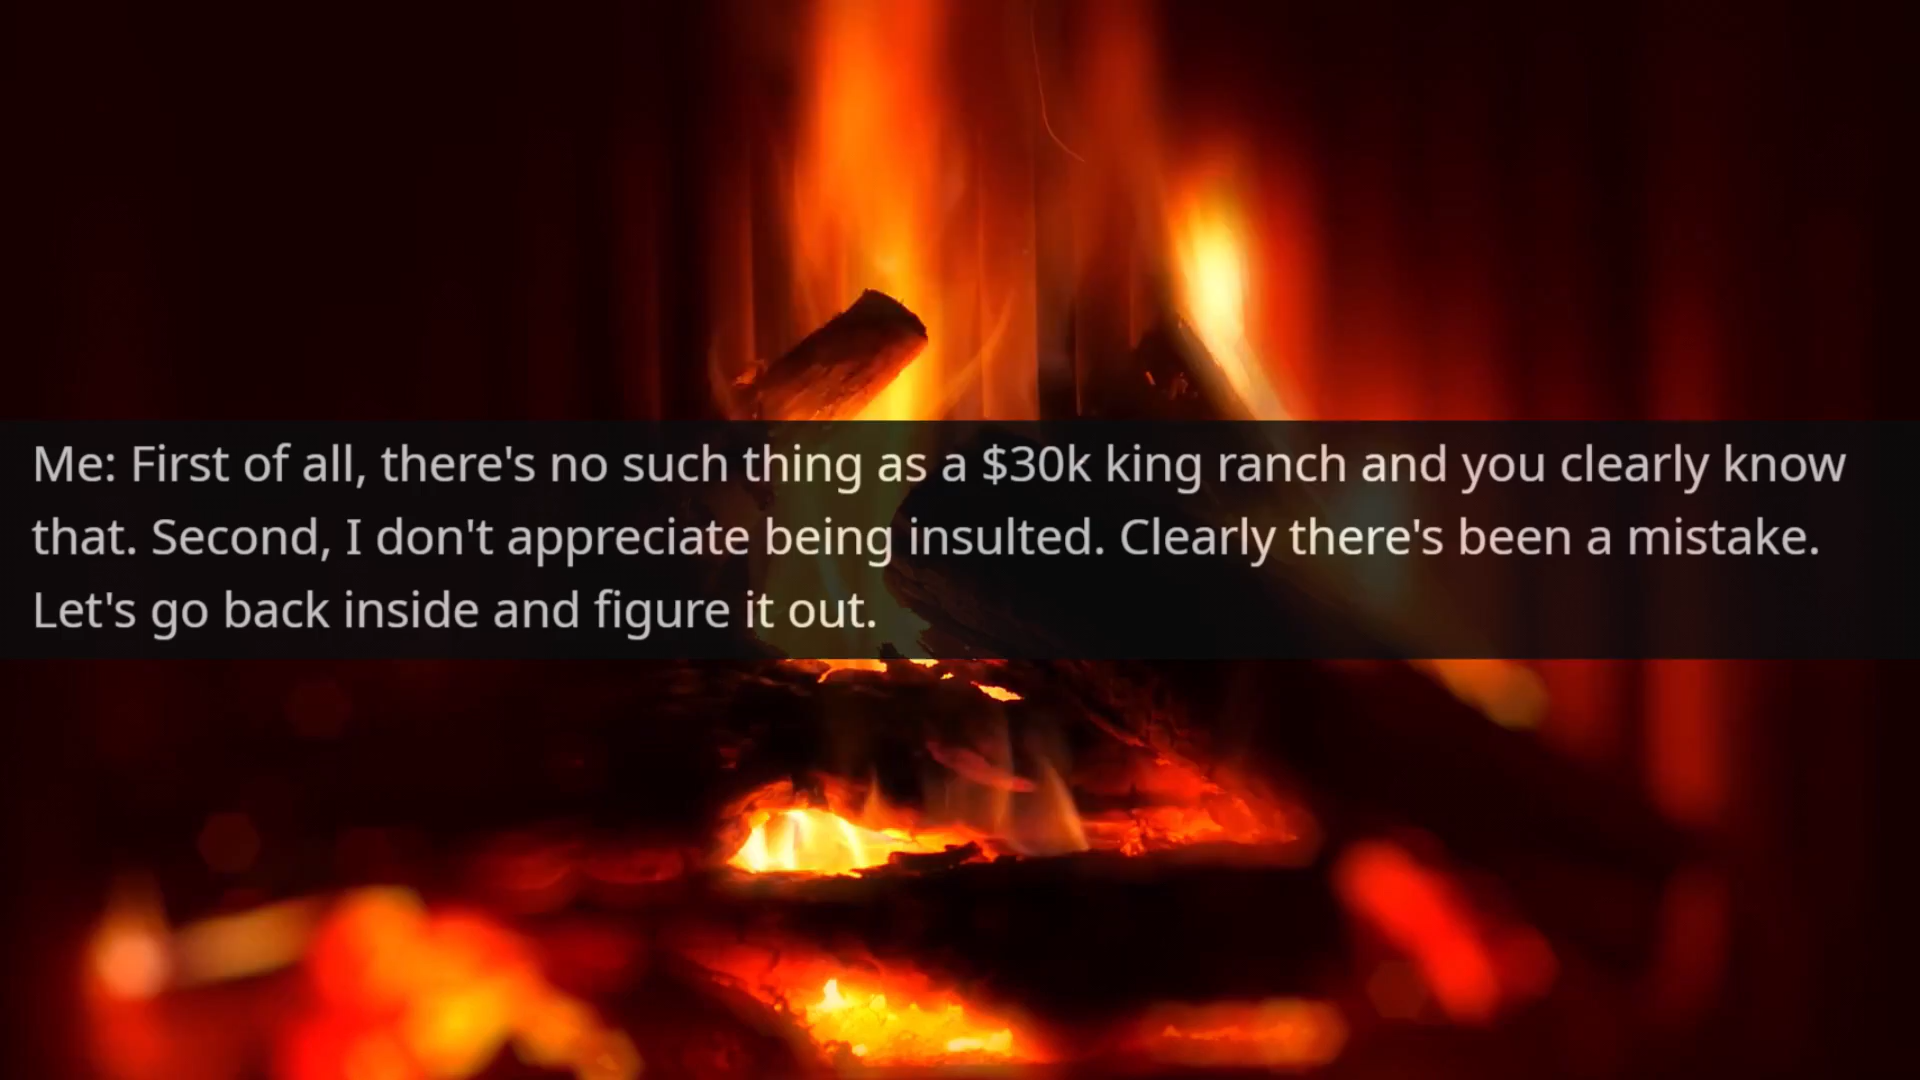 Me: First of all, there's no such thing as a $30k king ranch and you clearly know
that. Second, I don't appreciate being insulted. Clearly there's been a mistake.
Let's go back inside and figure it out.